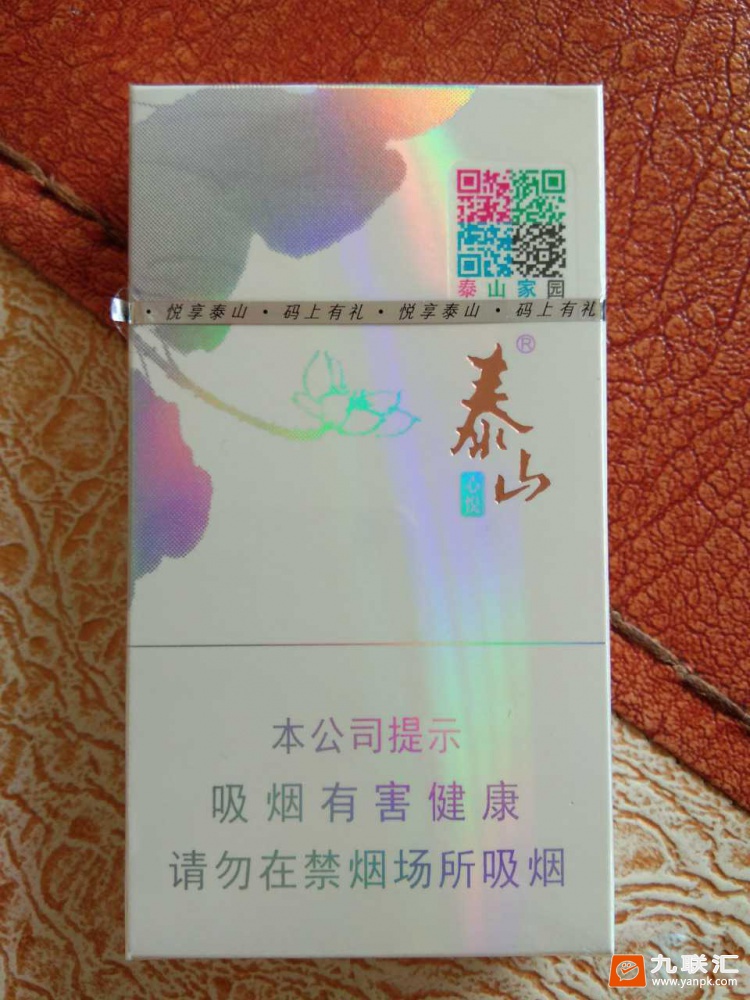 泰山家园
·悦享泰山·码上有礼·悦享泰山·码上有礼
泰山®
心悦
本公司提示
吸烟有害健康
请勿在禁烟场所吸烟
九联汇
www.yanpk.com